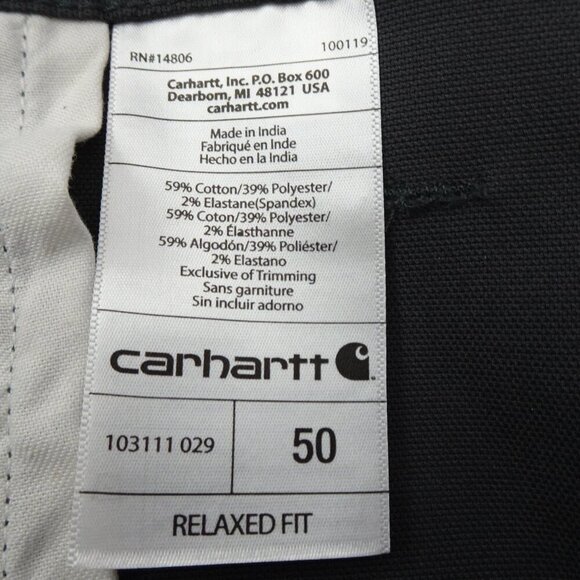 RN#14806 100119
Carhartt, Inc. P.O. Box 600
Dearborn, MI 48121 USA
carhartt.com
Made in India
Fabriqué en Inde
Hecho en la India
59% Cotton/39% Polyester/
2% Elastane(Spandex)
59% Coton/39% Polyester/
2% Élasthanne
59% Algodón/39% Poliéster/
2% Elastano
Exclusive of Trimming
Sans garniture
Sin incluir adorno
carhartt
103111 029 50
RELAXED FIT